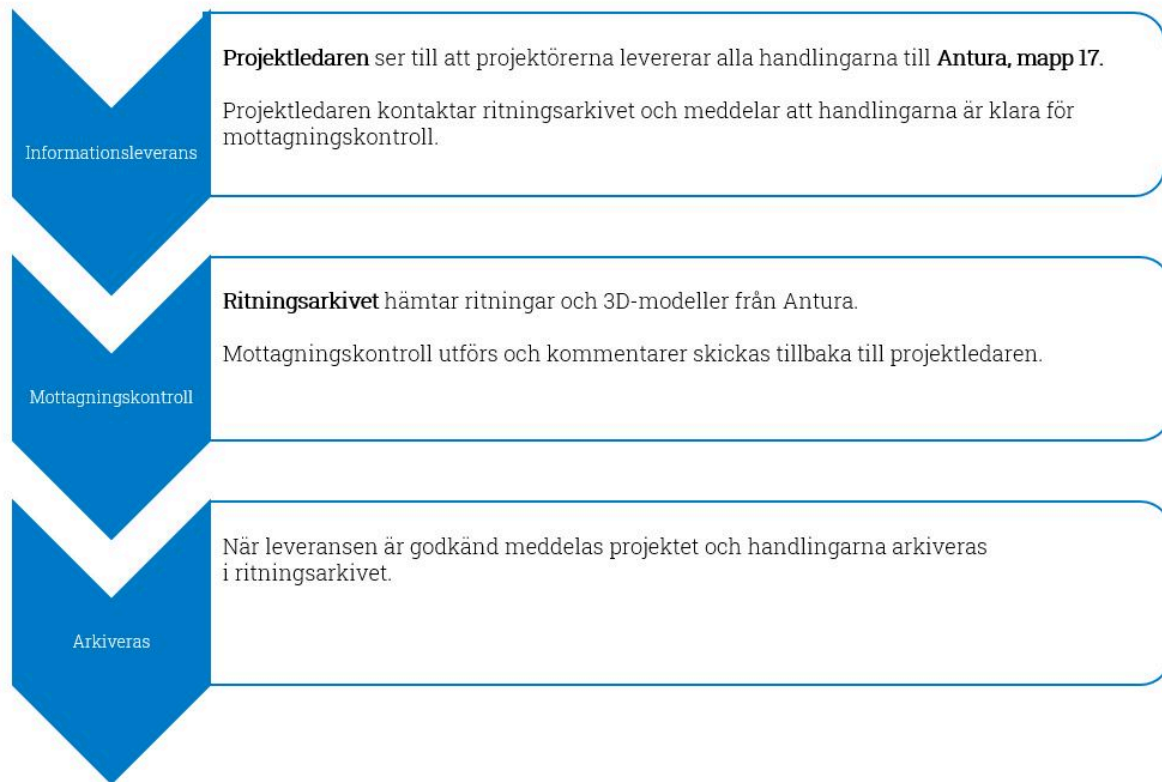 Projektledaren ser till att projektörerna levererar alla handlingarna till Antura, mapp 17.
Projektledaren kontaktar ritningsarkivet och meddelar att handlingarna är klara för
mottagningskontroll.
Informationsleverans
Ritningsarkivet hämtar ritningar och 3D-modeller från Antura.
Mottagningskontroll utförs och kommentarer skickas tillbaka till projektledaren.
Mottagningskontroll
När leveransen är godkänd meddelas projektet och handlingarna arkiveras
i ritningsarkivet.
Arkiveras